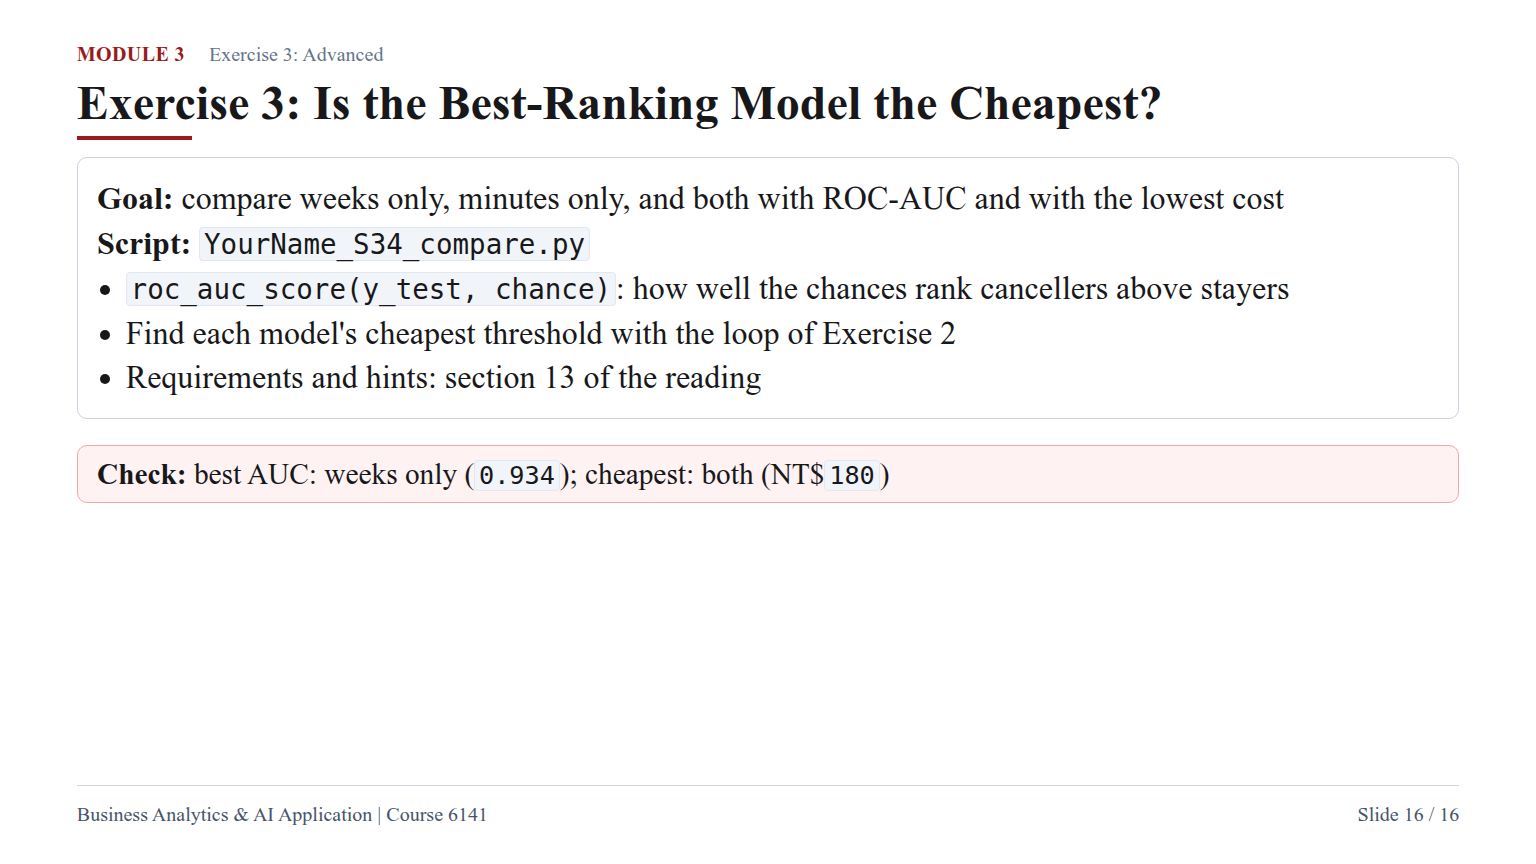 MODULE 3 Exercise 3: Advanced
Exercise 3: Is the Best-Ranking Model the Cheapest?
Goal: compare weeks only, minutes only, and both with ROC-AUC and with the lowest cost
Script: YourName_S34_compare.py
• roc_auc_score(y_test, chance): how well the chances rank cancellers above stayers
• Find each model's cheapest threshold with the loop of Exercise 2
• Requirements and hints: section 13 of the reading
Check: best AUC: weeks only (0.934); cheapest: both (NT$180)
Business Analytics & AI Application | Course 6141
Slide 16 / 16